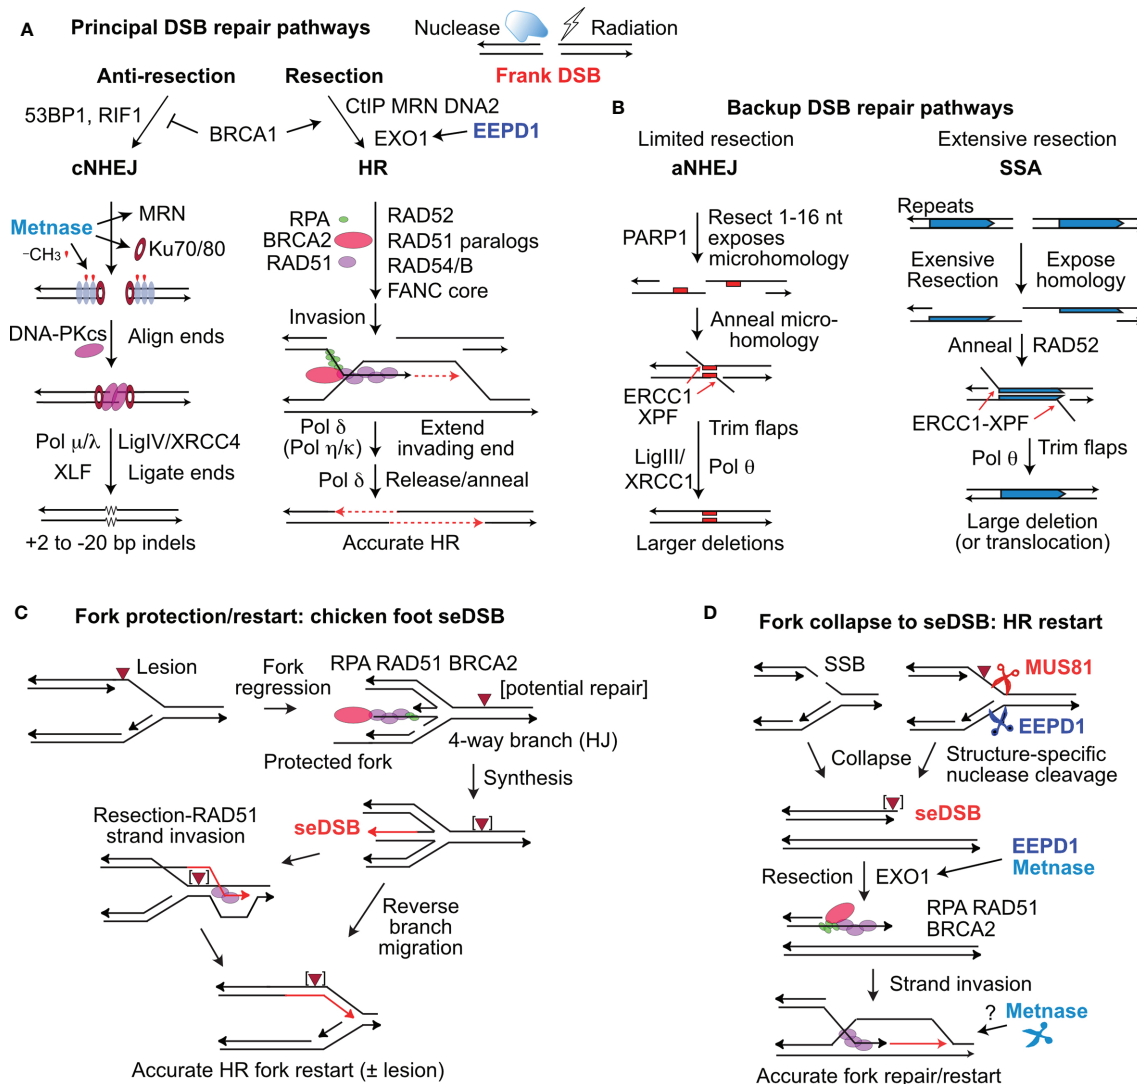 A
Principal DSB repair pathways
Nuclease
Radiation
Frank DSB
Anti-resection
Resection
53BP1, RIF1
BRCA1
CtIP MRN DNA2
EXO1
EEPD1
cNHEJ
HR
Metnase
MRN
Ku70/80
–CH3
DNA-PKcs
Align ends
Pol μ/λ
LigIV/XRCC4
XLF
Ligate ends
+2 to -20 bp indels
RPA
BRCA2
RAD51
RAD52
RAD51 paralogs
RAD54/B
FANC core
Invasion
Pol δ
(Pol η/κ)
Extend
invading end
Pol δ
Release/anneal
Accurate HR
B
Backup DSB repair pathways
Limited resection
aNHEJ
PARP1
Resect 1-16 nt
exposes
microhomology
Anneal micro-
homology
ERCC1
XPF
Trim flaps
LigIII/
XRCC1
Pol θ
Larger deletions
Extensive resection
SSA
Repeats
Exensive
Resection
Expose
homology
Anneal
RAD52
ERCC1-XPF
Trim flaps
Pol θ
Large deletion
(or translocation)
C
Fork protection/restart: chicken foot seDSB
Lesion
Fork
regression
RPA RAD51 BRCA2
[potential repair]
4-way branch (HJ)
Protected fork
Synthesis
Resection-RAD51
strand invasion
seDSB
[ ]
[ ]
Reverse
branch
migration
[ ]
Accurate HR fork restart (± lesion)
D
Fork collapse to seDSB: HR restart
SSB
MUS81
EEPD1
Collapse
Structure-specific
nuclease cleavage
[ ]
seDSB
EEPD1
Metnase
Resection
EXO1
RPA RAD51
BRCA2
Strand invasion
?
Metnase
Accurate fork repair/restart